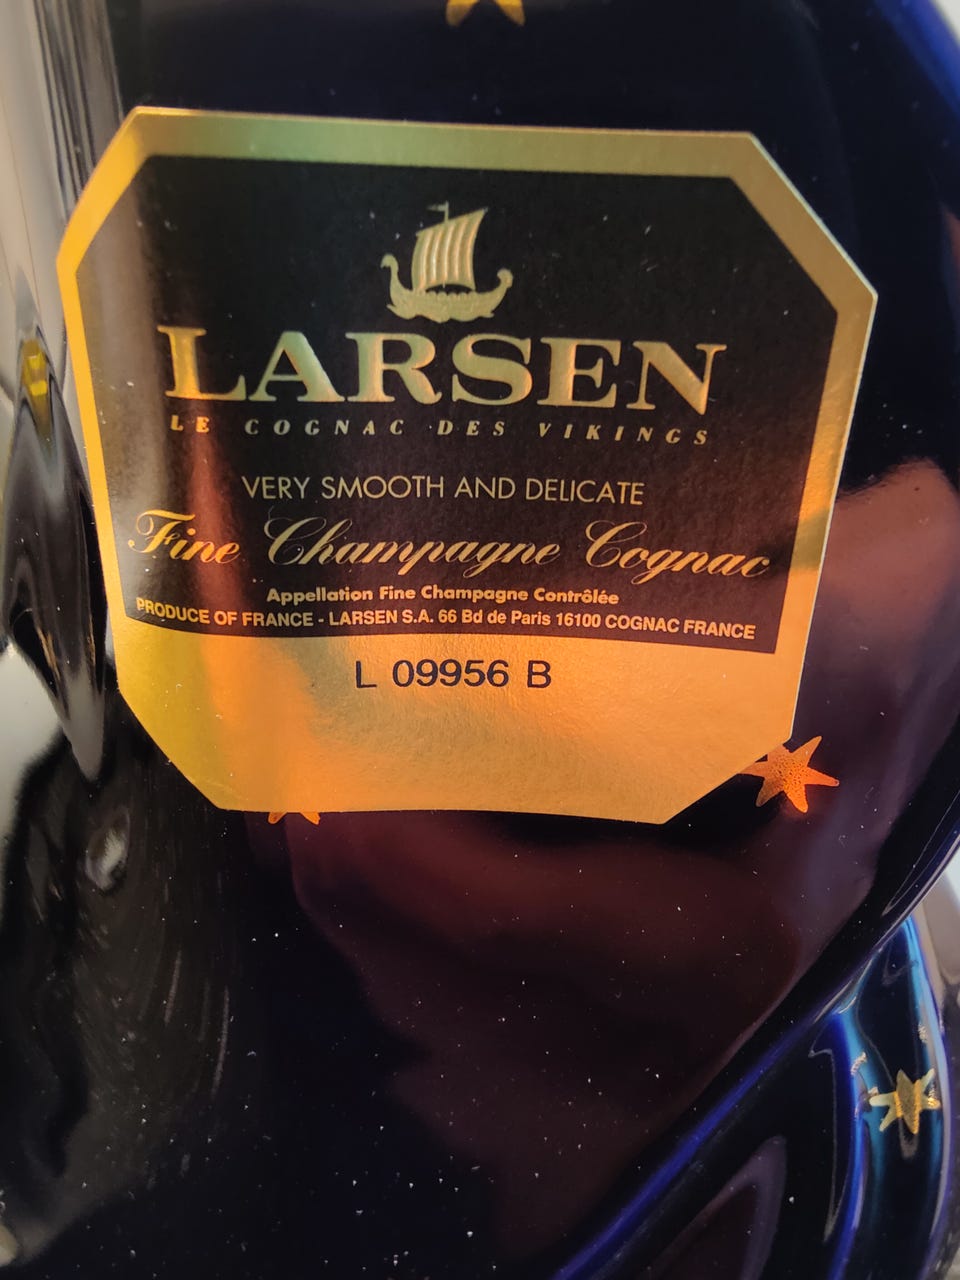 LARSEN
LE COGNAC DES VIKINGS
VERY SMOOTH AND DELICATE
Fine Champagne Cognac
Appellation Fine Champagne Contrôlée
PRODUCE OF FRANCE - LARSEN S.A. 66 Bd de Paris 16100 COGNAC FRANCE
L 09956 B